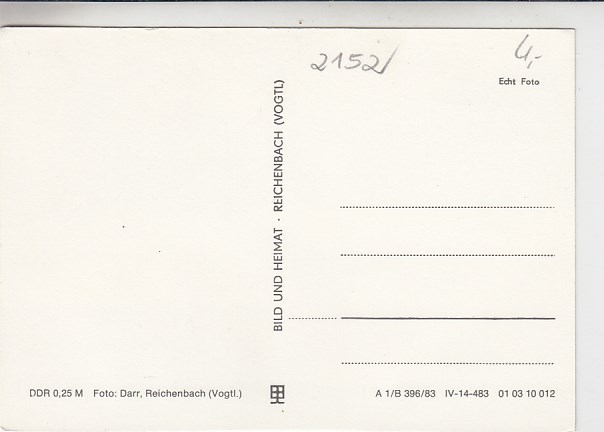 2152/
4,-
Echt Foto
BILD UND HEIMAT · REICHENBACH (VOGTL)
DDR 0,25 M Foto: Darr, Reichenbach (Vogtl.)
A 1/B 396/83 IV-14-483 01 03 10 012